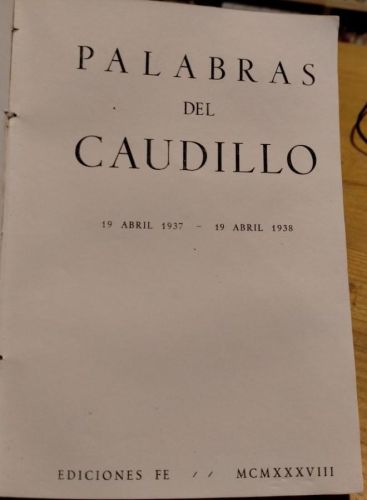 PALABRAS
DEL
CAUDILLO
19 ABRIL 1937 – 19 ABRIL 1938
EDICIONES FE // MCMXXXVIII